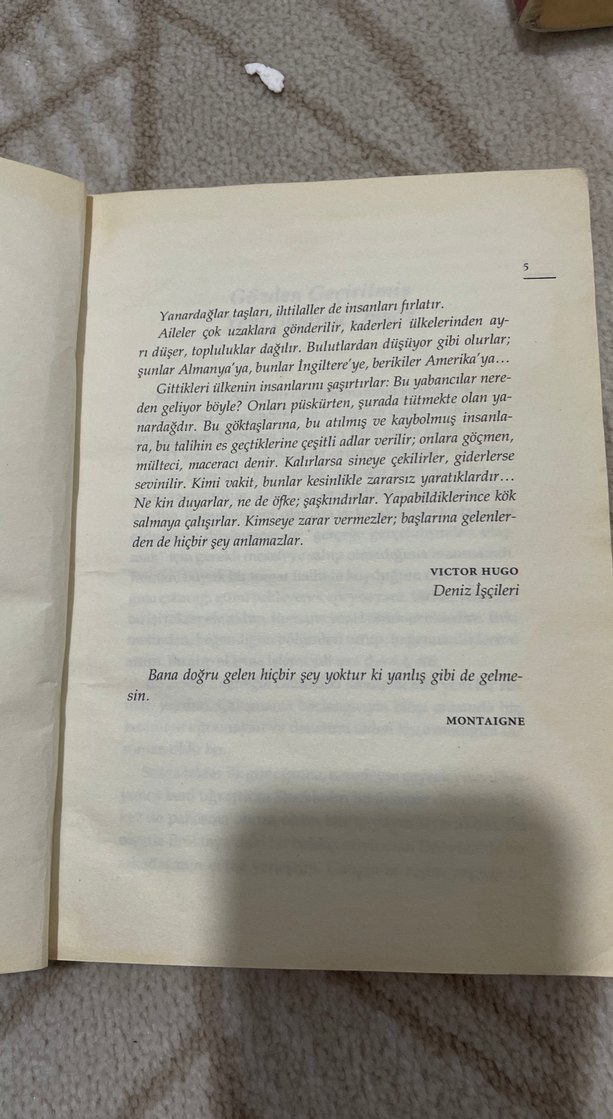 5
Yanardağlar taşları, ihtilaller de insanları fırlatır.
Aileler çok uzaklara gönderilir, kaderleri ülkelerinden ay-
rı düşer, topluluklar dağılır. Bulutlardan düşüyor gibi olurlar;
şunlar Almanya'ya, bunlar İngiltere'ye, berikiler Amerika'ya...
Gittikleri ülkenin insanlarını şaşırtırlar: Bu yabancılar nere-
den geliyor böyle? Onları püskürten, şurada tütmekte olan ya-
nardağdır. Bu göktaşlarına, bu atılmış ve kaybolmuş insanla-
ra, bu talihin es geçtiklerine çeşitli adlar verilir; onlara göçmen,
mülteci, maceracı denir. Kalırlarsa sineye çekilirler, giderlerse
sevinilir. Kimi vakit, bunlar kesinlikle zararsız yaratıklardır...
Ne kin duyarlar, ne de öfke; şaşkındırlar. Yapabildiklerince kök
salmaya çalışırlar. Kimseye zarar vermezler; başlarına gelenler-
den de hiçbir şey anlamazlar.
VICTOR HUGO
Deniz İşçileri
Bana doğru gelen hiçbir şey yoktur ki yanlış gibi de gelme-
sin.
MONTAIGNE